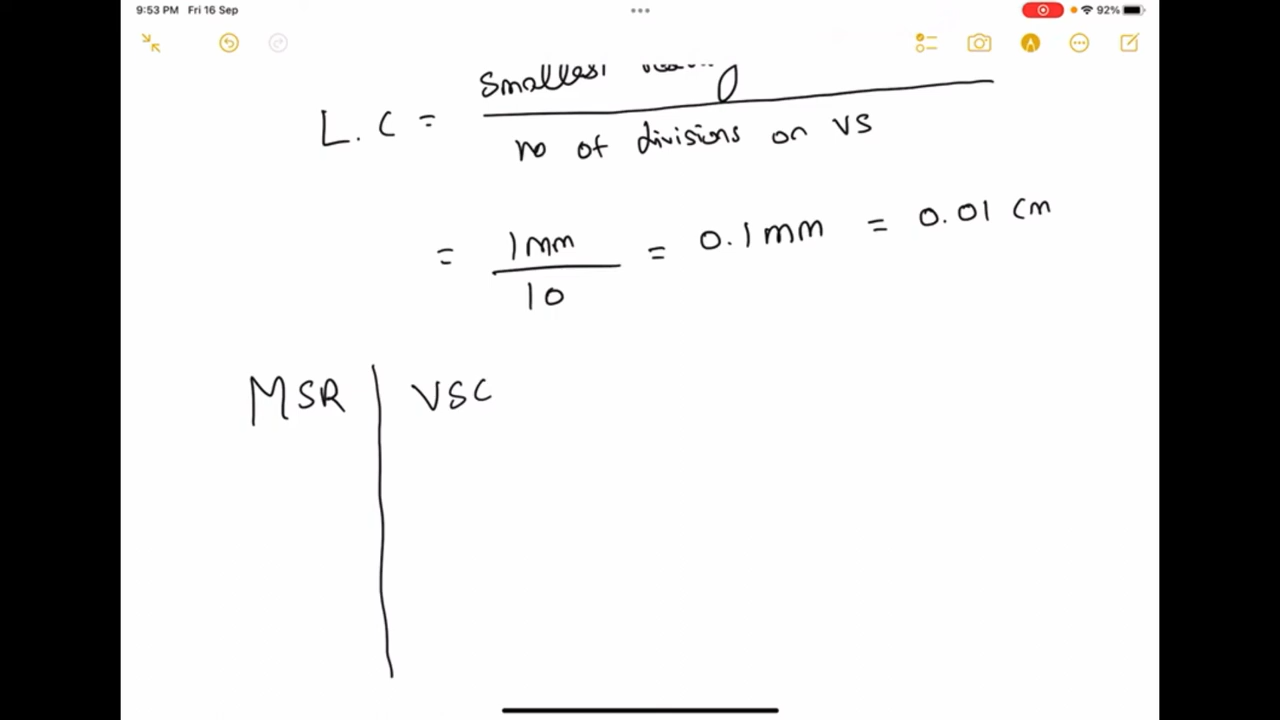 9:53 PM Fri 16 Sep
92%
Smallest
L.C =
no of divisions on VS
= 1mm = 0.1mm = 0.01 cm
10
MSR VSC